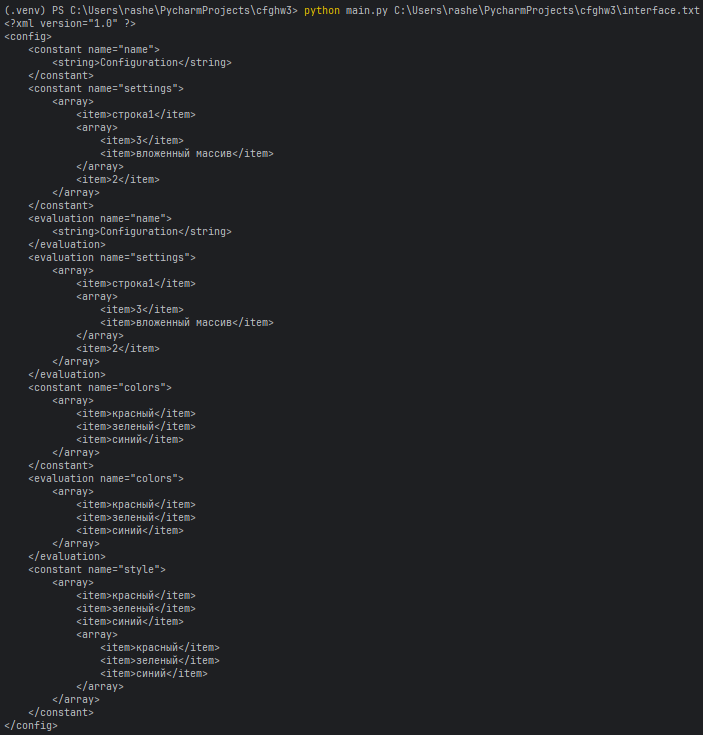 (.venv) PS C:\Users\rashe\PycharmProjects\cfghw3> python main.py C:\Users\rashe\PycharmProjects\cfghw3\interface.txt
<?xml version="1.0" ?>
<config>
    <constant name="name">
        <string>Configuration</string>
    </constant>
    <constant name="settings">
        <array>
            <item>строка1</item>
            <array>
                <item>3</item>
                <item>вложенный массив</item>
            </array>
            <item>2</item>
        </array>
    </constant>
    <evaluation name="name">
        <string>Configuration</string>
    </evaluation>
    <evaluation name="settings">
        <array>
            <item>строка1</item>
            <array>
                <item>3</item>
                <item>вложенный массив</item>
            </array>
            <item>2</item>
        </array>
    </evaluation>
    <constant name="colors">
        <array>
            <item>красный</item>
            <item>зеленый</item>
            <item>синий</item>
        </array>
    </constant>
    <evaluation name="colors">
        <array>
            <item>красный</item>
            <item>зеленый</item>
            <item>синий</item>
        </array>
    </evaluation>
    <constant name="style">
        <array>
            <item>красный</item>
            <item>зеленый</item>
            <item>синий</item>
            <array>
                <item>красный</item>
                <item>зеленый</item>
                <item>синий</item>
            </array>
        </array>
    </constant>
</config>